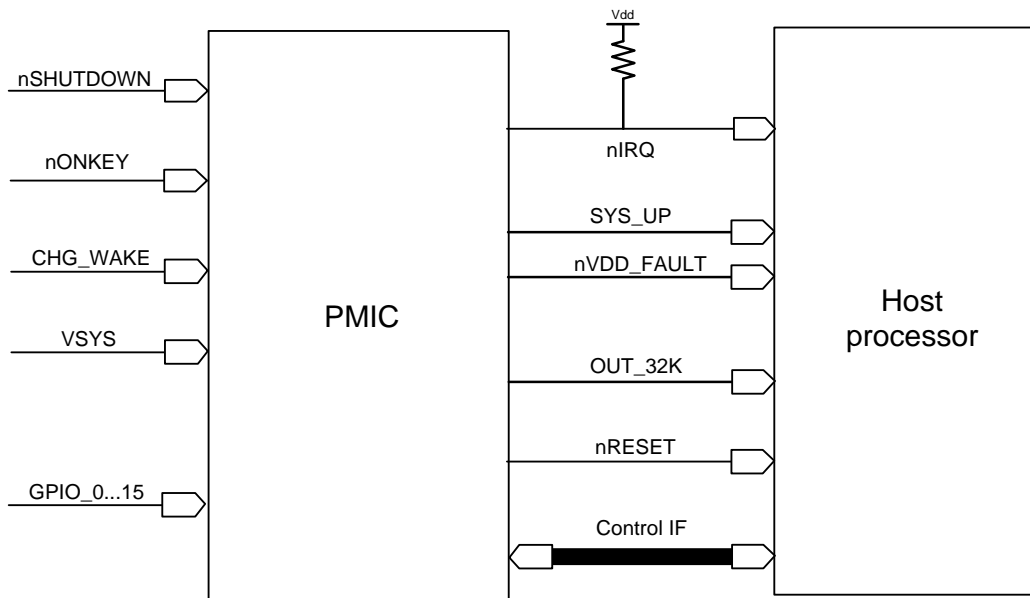 Vdd
nSHUTDOWN
nONKEY
CHG_WAKE
VSYS
GPIO_0...15
PMIC
nIRQ
SYS_UP
nVDD_FAULT
OUT_32K
nRESET
Control IF
Host
processor